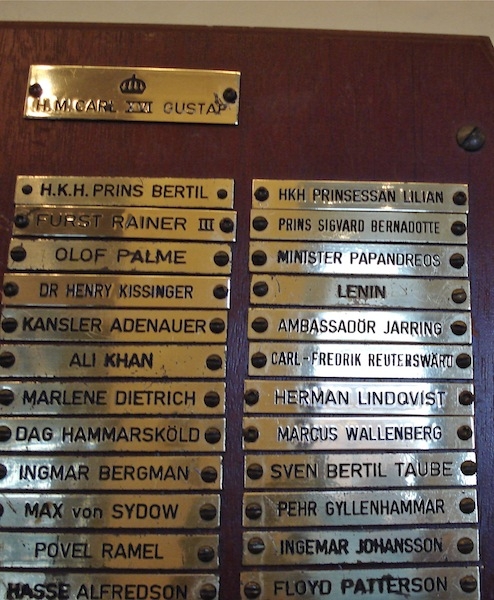 H.M. CARL XVI GUSTAF
H.K.H. PRINS BERTIL
FURST RAINER III
OLOF PALME
DR HENRY KISSINGER
KANSLER ADENAUER
ALI KHAN
MARLENE DIETRICH
DAG HAMMARSKÖLD
INGMAR BERGMAN
MAX von SYDOW
POVEL RAMEL
HASSE ALFREDSON
HKH PRINSESSAN LILIAN
PRINS SIGVARD BERNADOTTE
MINISTER PAPANDREOS
LENIN
AMBASSADÖR JARRING
CARL-FREDRIK REUTERSWÄRD
HERMAN LINDQVIST
MARCUS WALLENBERG
SVEN BERTIL TAUBE
PEHR GYLLENHAMMAR
INGEMAR JOHANSSON
FLOYD PATTERSON